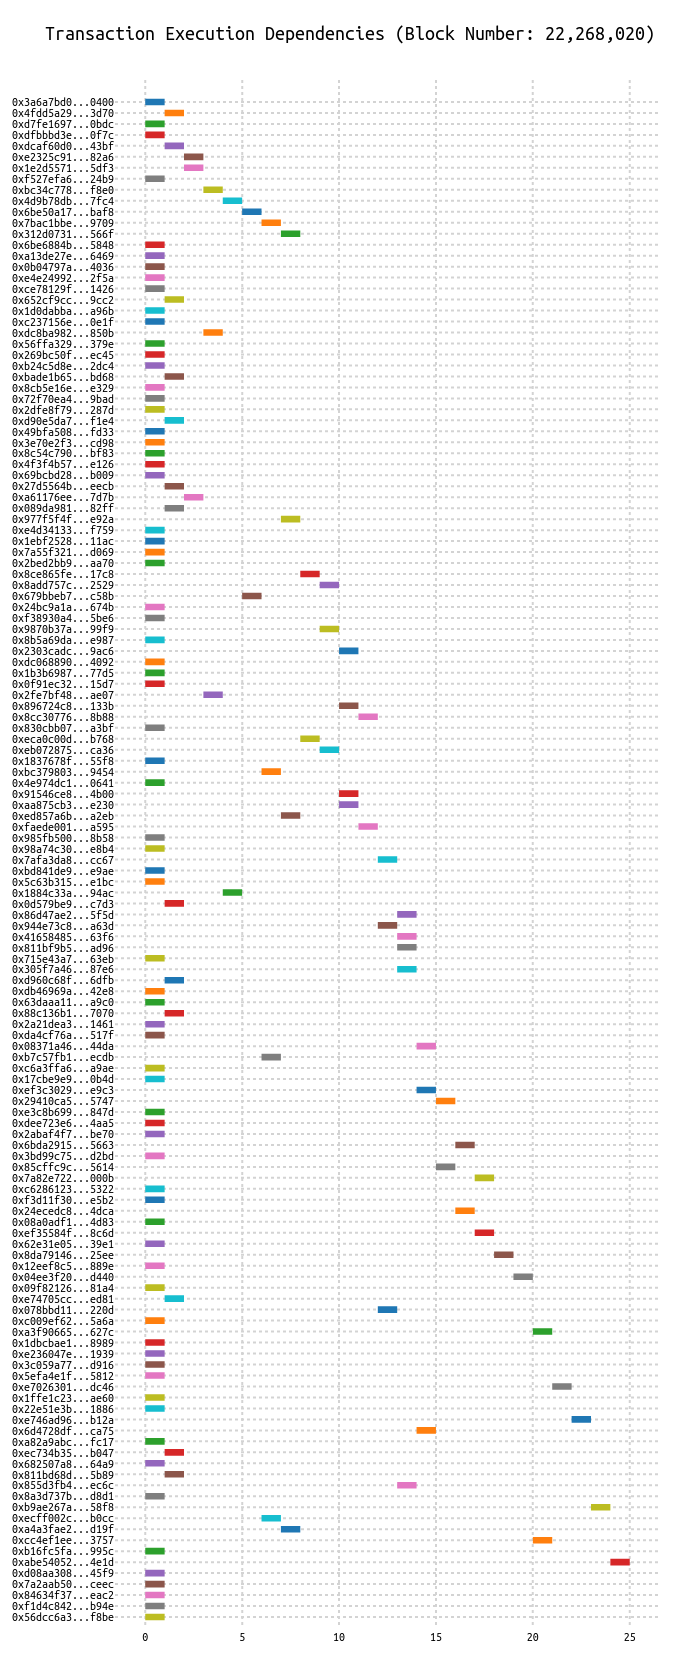 Transaction Execution Dependencies (Block Number: 22,268,020)
0x3a6a7bd0...0400
0x4fdd5a29...3d70
0xd7fe1697...0bdc
0xdfbbbd3e...0f7c
0xdcaf60d0...43bf
0xe2325c91...82a6
0x1e2d5571...5df3
0xf527efa6...24b9
0xbc34c778...f8e0
0x4d9b78db...7fc4
0x6be50a17...baf8
0x7bac1bbe...9709
0x312d0731...566f
0x6be6884b...5848
0xa13de27e...6469
0x0b04797a...4036
0xe4e24992...2f5a
0xce78129f...1426
0x652cf9cc...9cc2
0x1d0dabba...a96b
0xc237156e...0e1f
0xdc8ba982...850b
0x56ffa329...379e
0x269bc50f...ec45
0xb24c5d8e...2dc4
0xbade1b65...bd68
0x8cb5e16e...e329
0x72f70ea4...9bad
0x2dfe8f79...287d
0xd90e5da7...f1e4
0x49bfa508...fd33
0x3e70e2f3...cd98
0x8c54c790...bf83
0x4f3f4b57...e126
0x69bcbd28...b009
0x27d5564b...eecb
0xa61176ee...7d7b
0x089da981...82ff
0x977f5f4f...e92a
0xe4d34133...f759
0x1ebf2528...11ac
0x7a55f321...d069
0x2bed2bb9...aa70
0x8ce865fe...17c8
0x8add757c...2529
0x679bbeb7...c58b
0x24bc9a1a...674b
0xf38930a4...5be6
0x9870b37a...99f9
0x8b5a69da...e987
0x2303cadc...9ac6
0xdc068890...4092
0x1b3b6987...77d5
0x0f91ec32...15d7
0x2fe7bf48...ae07
0x896724c8...133b
0x8cc30776...8b88
0x830cbb07...a3bf
0xeca0c00d...b768
0xeb072875...ca36
0x1837678f...55f8
0xbc379803...9454
0x4e974dc1...0641
0x91546ce8...4b00
0xaa875cb3...e230
0xed857a6b...a2eb
0xfaede001...a595
0x985fb500...8b58
0x98a74c30...e8b4
0x7afa3da8...cc67
0xbd841de9...e9ae
0x5c63b315...e1bc
0x1884c33a...94ac
0x0d579be9...c7d3
0x86d47ae2...5f5d
0x944e73c8...a63d
0x41658485...63f6
0x811bf9b5...ad96
0x715e43a7...63eb
0x305f7a46...87e6
0xd960c68f...6dfb
0xdb46969a...42e8
0x63daaa11...a9c0
0x88c136b1...7070
0x2a21dea3...1461
0xda4cf76a...517f
0x08371a46...44da
0xb7c57fb1...ecdb
0xc6a3ffa6...a9ae
0x17cbe9e9...0b4d
0xef3c3029...e9c3
0x29410ca5...5747
0xe3c8b699...847d
0xdee723e6...4aa5
0x2abaf4f7...be70
0x6bda2915...5663
0x3bd99c75...d2bd
0x85cffc9c...5614
0x7a82e722...000b
0xc6286123...5322
0xf3d11f30...e5b2
0x24ecedc8...4dca
0x08a0adf1...4d83
0xef35584f...8c6d
0x62e31e05...39e1
0x8da79146...25ee
0x12eef8c5...889e
0x04ee3f20...d440
0x09f82126...81a4
0xe74705cc...ed81
0x078bbd11...220d
0xc009ef62...5a6a
0xa3f90665...627c
0x1dbcbae1...8989
0xe236047e...1939
0x3c059a77...d916
0x5efa4e1f...5812
0xe7026301...dc46
0x1ffe1c23...ae60
0x22e51e3b...1886
0xe746ad96...b12a
0x6d4728df...ca75
0xa82a9abc...fc17
0xec734b35...b047
0x682507a8...64a9
0x811bd68d...5b89
0x855d3fb4...ec6c
0x8a3d737b...d8d1
0xb9ae267a...58f8
0xecff002c...b0cc
0xa4a3fae2...d19f
0xcc4ef1ee...3757
0xb16fc5fa...995c
0xabe54052...4e1d
0xd08aa308...45f9
0x7a2aab50...ceec
0x84634f37...eac2
0xf1d4c842...b94e
0x56dcc6a3...f8be
0 5 10 15 20 25